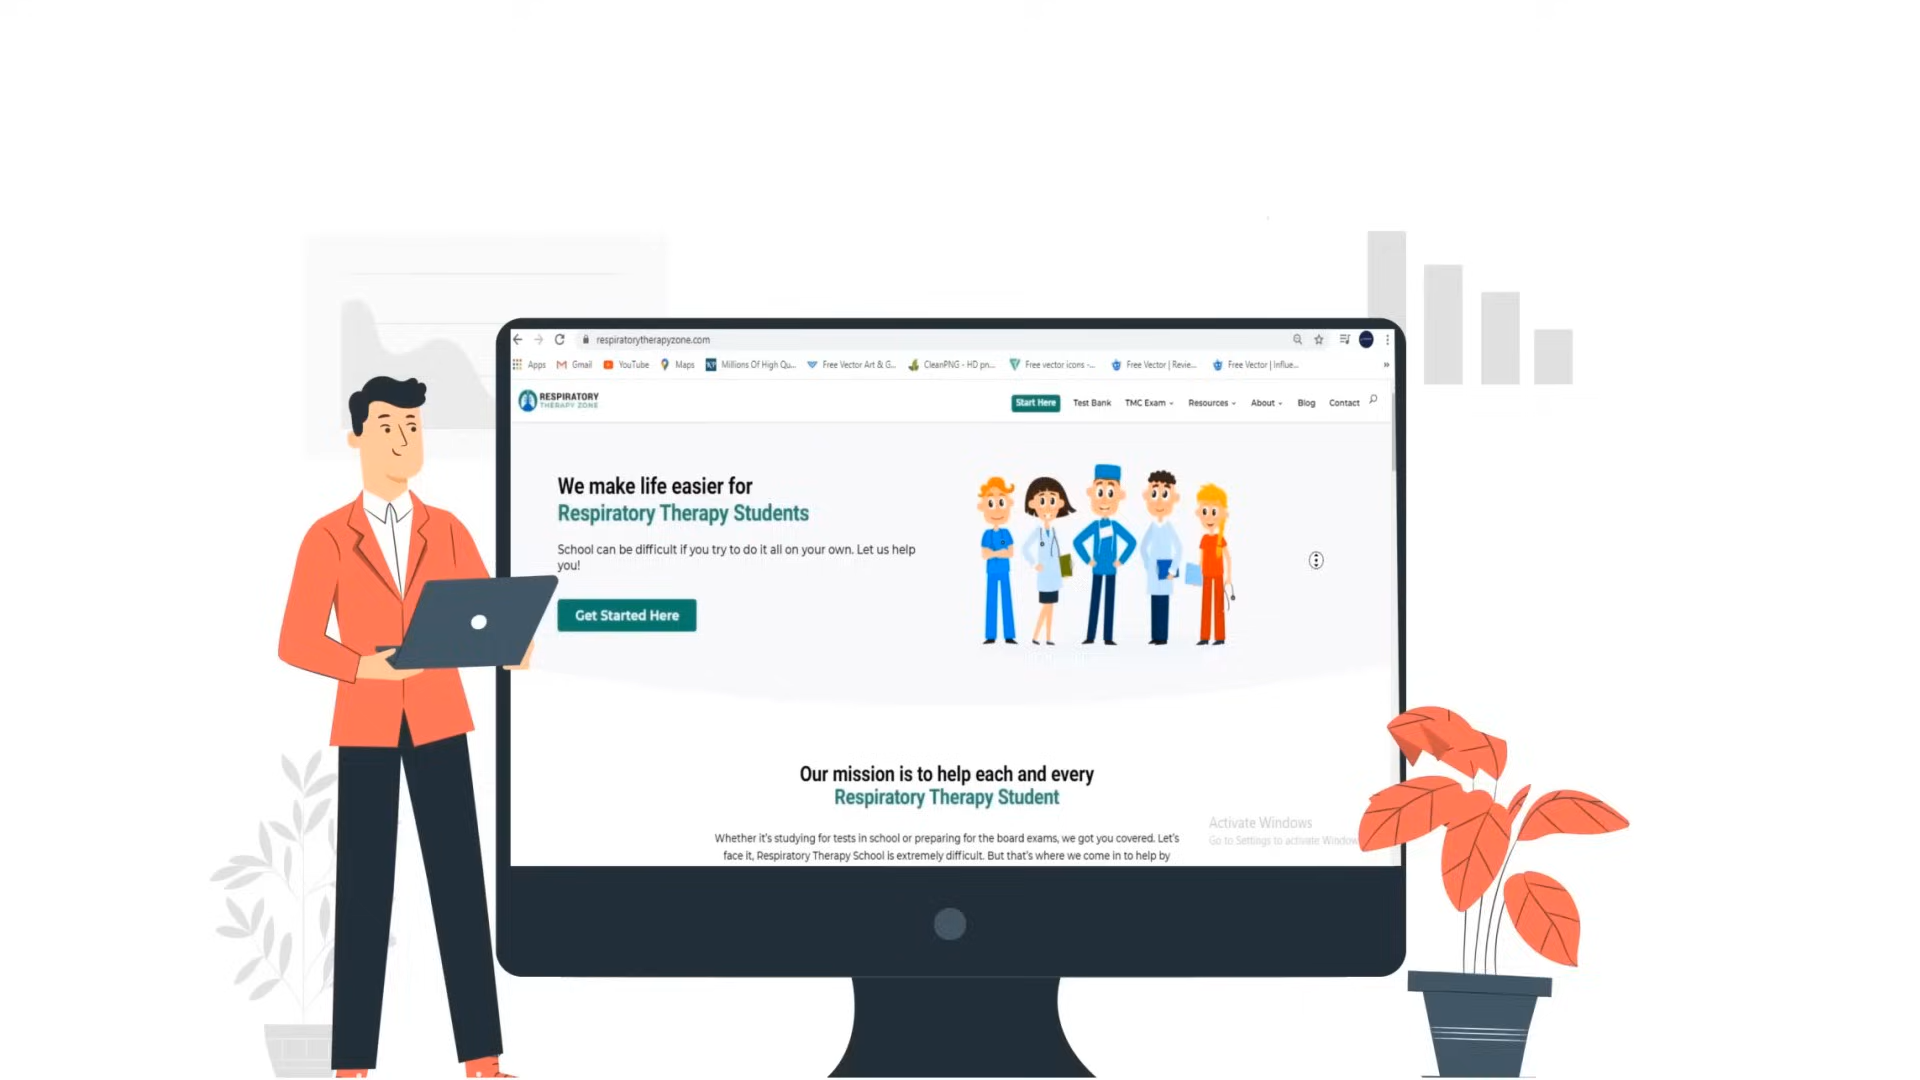 respiratorytherapyzone.com
Apps Gmail YouTube Maps Millions Of High Qu... Free Vector Art & G... CleanPNG - HD pn... Free vector icons -... Free Vector | Revie... Free Vector | Influe... »
RESPIRATORY
THERAPY ZONE
Start Here Test Bank TMC Exam Resources About Blog Contact
We make life easier for
Respiratory Therapy Students
School can be difficult if you try to do it all on your own. Let us help
you!
Get Started Here
Our mission is to help each and every
Respiratory Therapy Student
Whether it's studying for tests in school or preparing for the board exams, we got you covered. Let's
face it, Respiratory Therapy School is extremely difficult. But that's where we come in to help by
Activate Windows
Go to Settings to activate Window